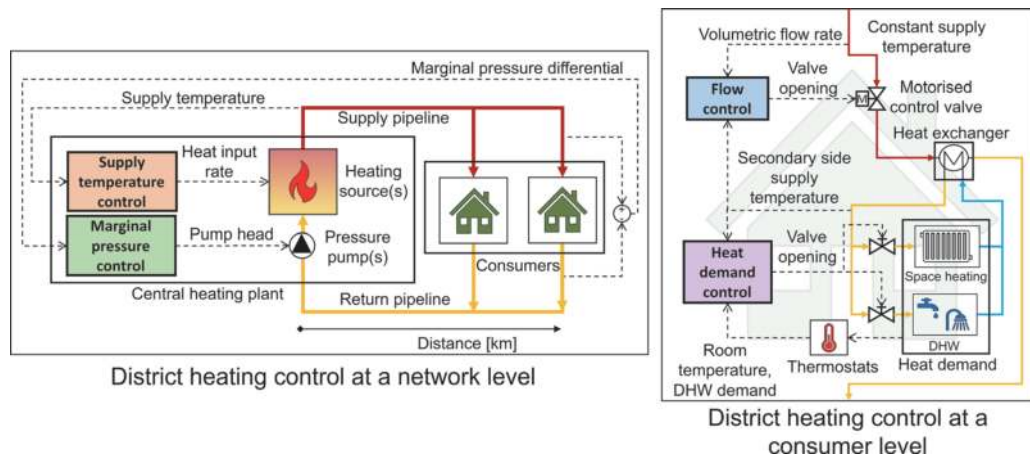 Marginal pressure differential
Supply temperature
Supply pipeline
Supply
temperature
control
Heat input
rate
Heating
source(s)
Marginal
pressure
control
Pump head
Pressure
pump(s)
Consumers
Central heating plant
Return pipeline
Distance [km]
District heating control at a network level
Volumetric flow rate
Constant supply
temperature
Flow
control
Valve
opening
M
Motorised
control valve
Heat exchanger
Secondary side
supply
temperature
Heat
demand
control
Valve
opening
Space heating
DHW
Room
temperature,
DHW demand
Thermostats
Heat demand
District heating control at a
consumer level